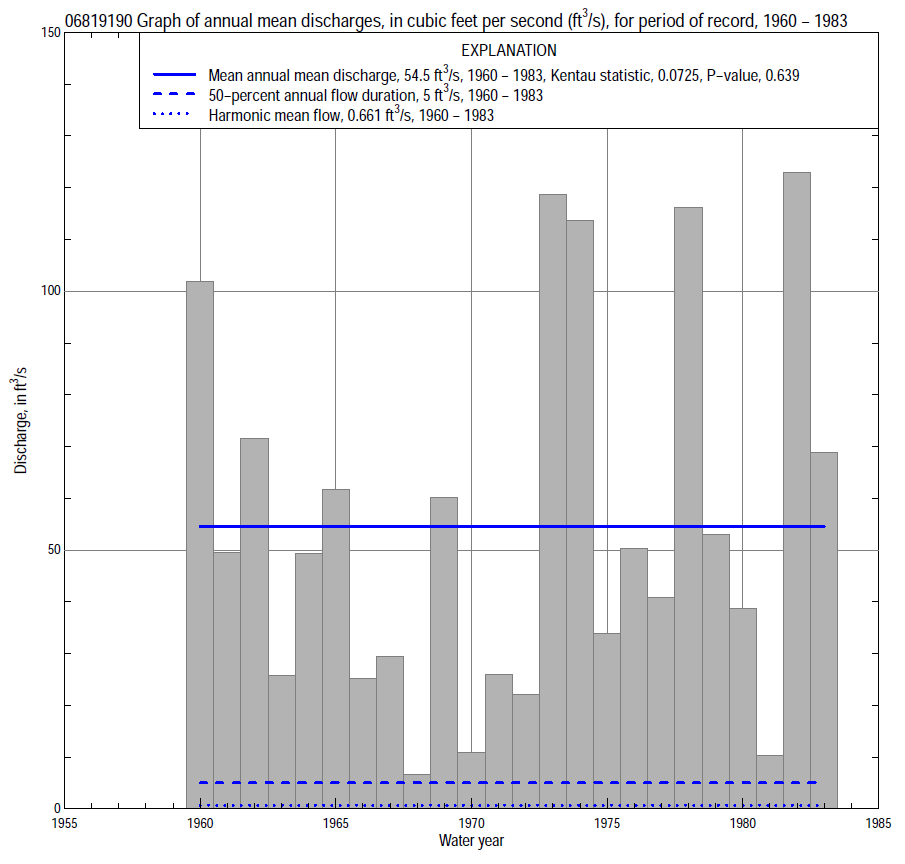 06819190 Graph of annual mean discharges, in cubic feet per second (ft³/s), for period of record, 1960 – 1983
EXPLANATION
Mean annual mean discharge, 54.5 ft³/s, 1960 – 1983, Kentau statistic, 0.0725, P–value, 0.639
50–percent annual flow duration, 5 ft³/s, 1960 – 1983
Harmonic mean flow, 0.661 ft³/s, 1960 – 1983
150
100
50
0
Discharge, in ft³/s
1955 1960 1965 1970 1975 1980 1985
Water year